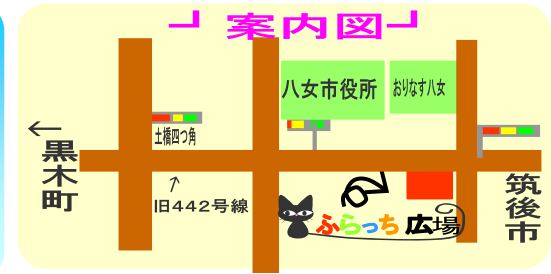 案内図
八女市役所
おりなす八女
土橋四つ角
←
黒木町
↑
旧442号線
筑後市
ふらっち広場